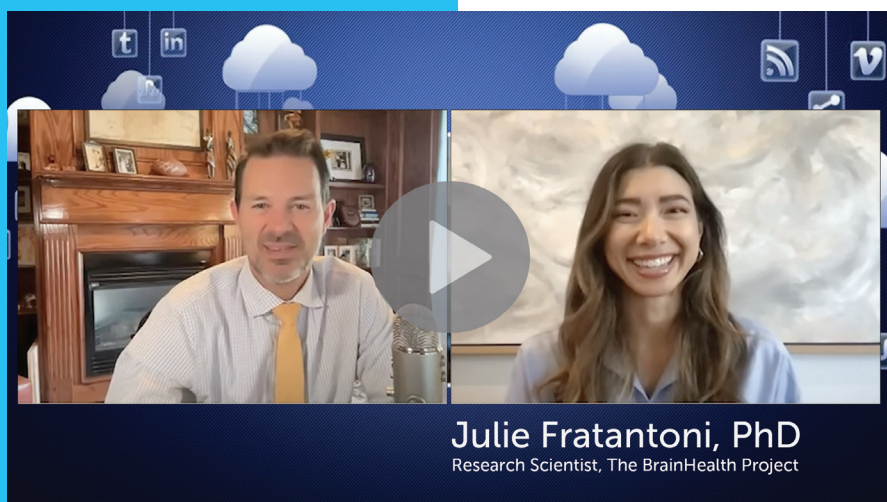 Julie Fratantoni, PhD
Research Scientist, The BrainHealth Project